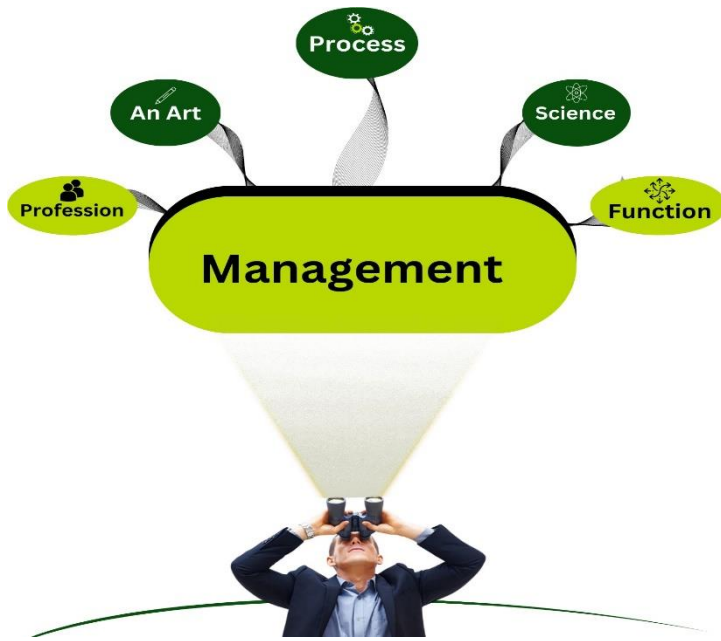 Process
An Art
Science
Profession
Function
Management